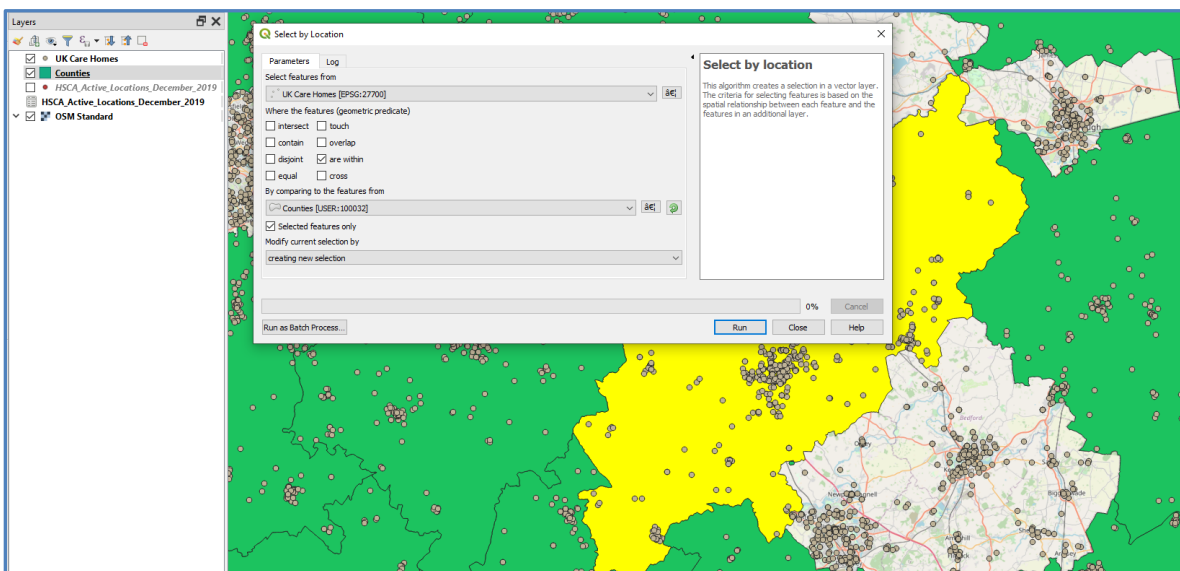 Layers
UK Care Homes
Counties
HSCA_Active_Locations_December_2019
HSCA_Active_Locations_December_2019
OSM Standard
Select by Location
Parameters Log
Select features from
UK Care Homes [EPSG:27700]
â€¦
Where the features (geometric predicate)
intersect touch
contain overlap
disjoint are within
equal cross
By comparing to the features from
Counties [USER:100032]
â€¦
Selected features only
Modify current selection by
creating new selection
0% Cancel
Run as Batch Process... Run Close Help
Select by location
This algorithm creates a selection in a vector layer.
The criteria for selecting features is based on the
spatial relationship between each feature and the
features in an additional layer.
Bedford